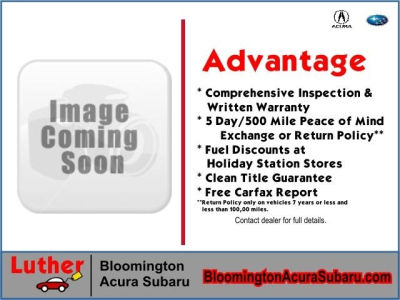 ACURA
SUBARU
Advantage
Image
Coming
Soon
* Comprehensive Inspection &
Written Warranty
* 5 Day/500 Mile Peace of Mind
Exchange or Return Policy**
* Fuel Discounts at
Holiday Station Stores
* Clean Title Guarantee
* Free Carfax Report
**Return Policy only on vehicles 7 years or less and
less than 100,00 miles.
Contact dealer for full details.
Luther
Bloomington
Acura Subaru
BloomingtonAcuraSubaru.com